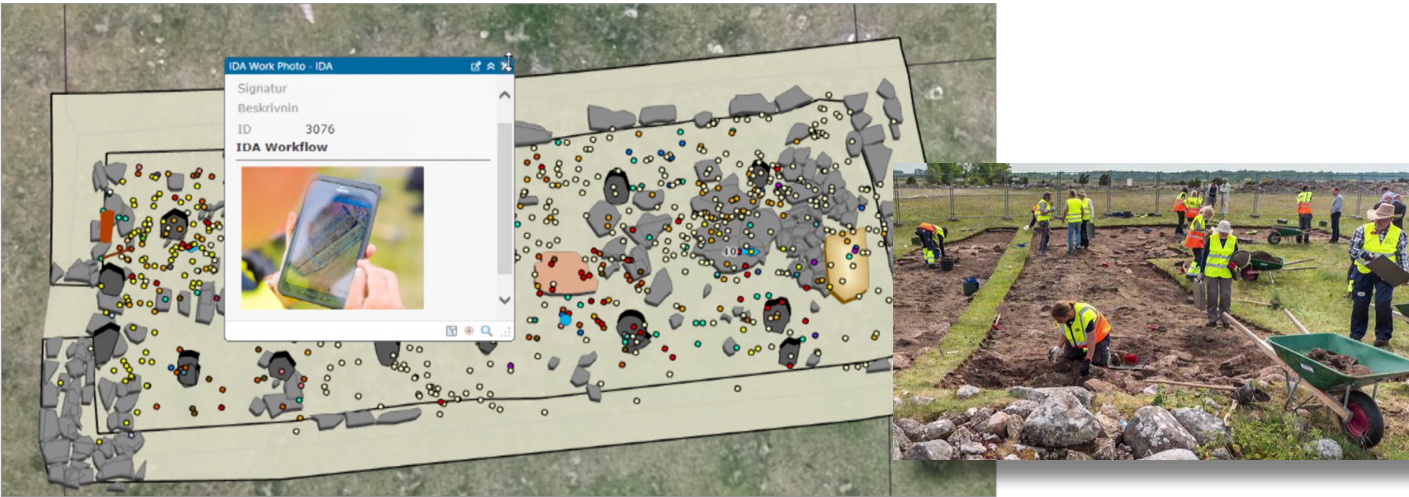 IDA Work Photo - IDA
Signatur
Beskrivnin
ID 3076
IDA Workflow